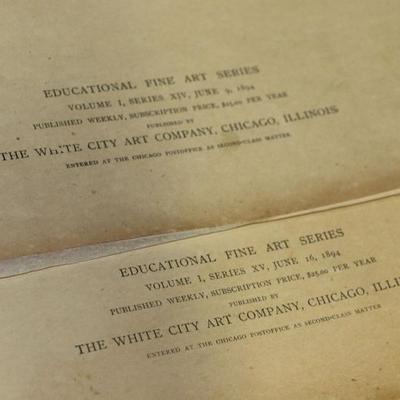 EDUCATIONAL FINE ART SERIES
VOLUME I, SERIES XIV, JUNE 9, 1894
PUBLISHED WEEKLY, SUBSCRIPTION PRICE, $25.00 PER YEAR
PUBLISHED BY
THE WHITE CITY ART COMPANY, CHICAGO, ILLINOIS
ENTERED AT THE CHICAGO POSTOFFICE AS SECOND-CLASS MATTER
EDUCATIONAL FINE ART SERIES
VOLUME I, SERIES XV, JUNE 16, 1894
PUBLISHED WEEKLY, SUBSCRIPTION PRICE, $25.00 PER YEAR
PUBLISHED BY
THE WHITE CITY ART COMPANY, CHICAGO, ILLIN
ENTERED AT THE CHICAGO POSTOFFICE AS SECOND-CLASS MATTER